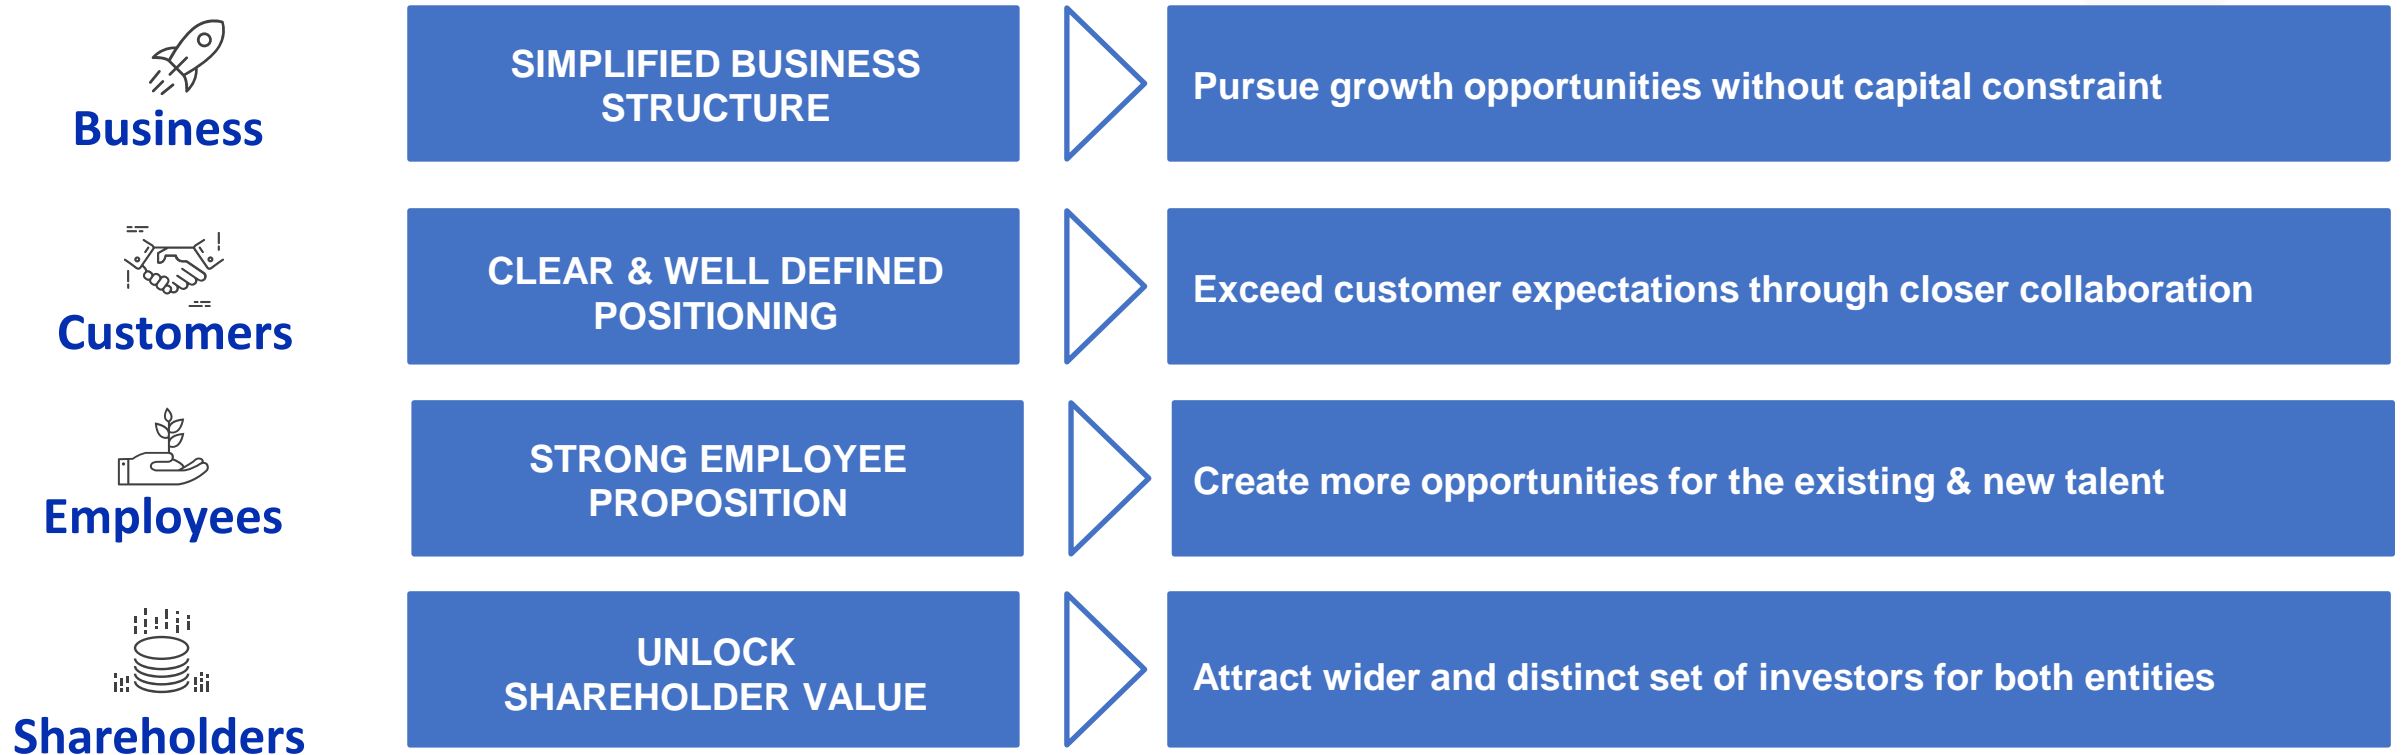 Business
SIMPLIFIED BUSINESS
STRUCTURE
Pursue growth opportunities without capital constraint
Customers
CLEAR & WELL DEFINED
POSITIONING
Exceed customer expectations through closer collaboration
Employees
STRONG EMPLOYEE
PROPOSITION
Create more opportunities for the existing & new talent
Shareholders
UNLOCK
SHAREHOLDER VALUE
Attract wider and distinct set of investors for both entities